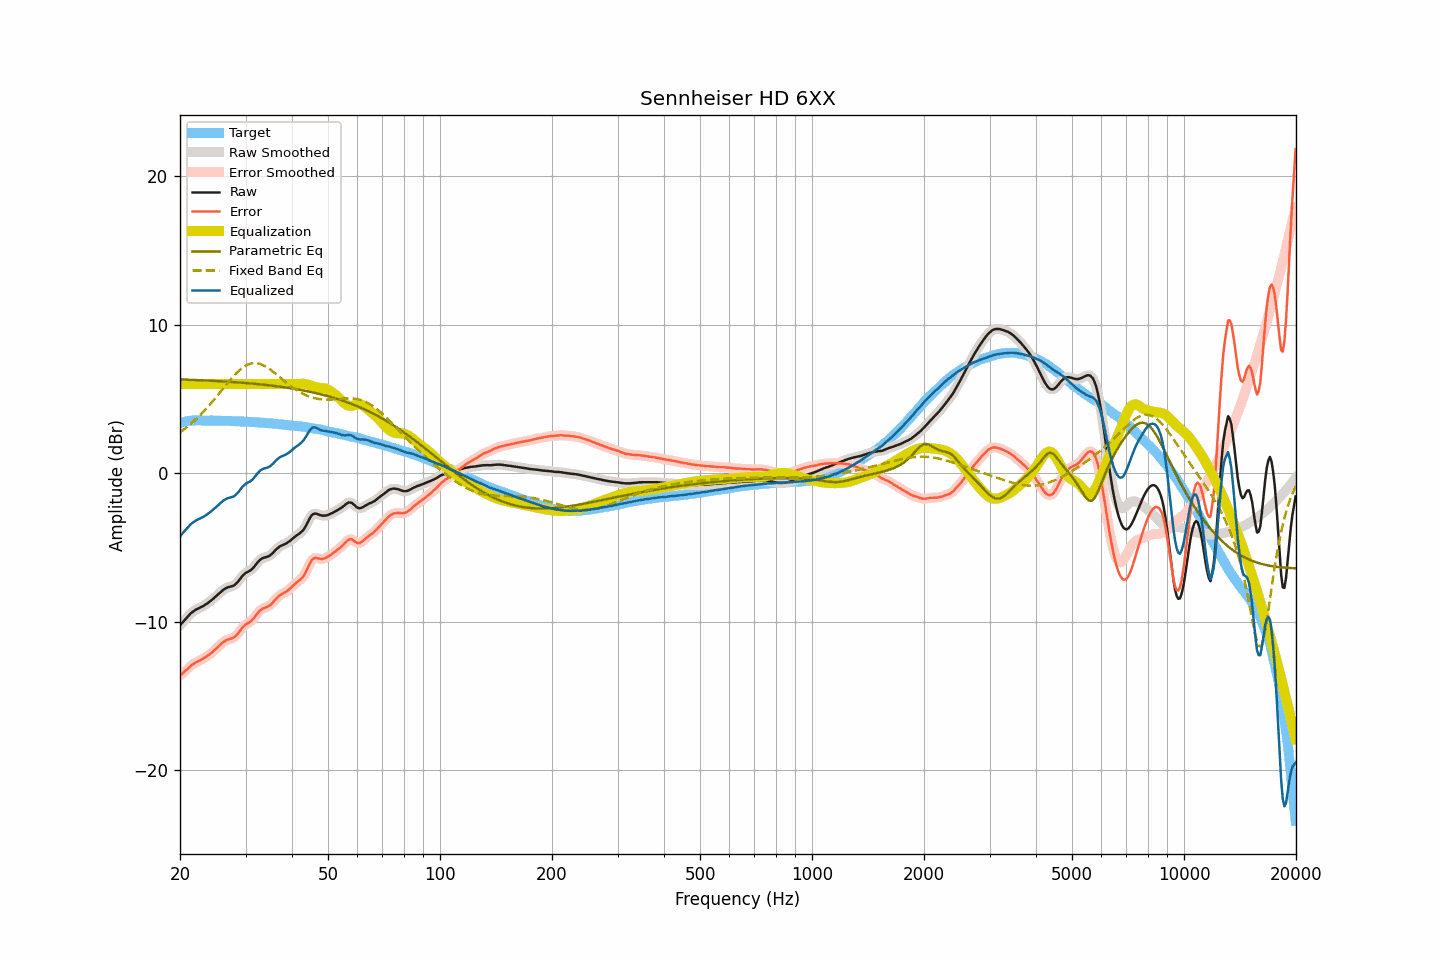 Sennheiser HD 6XX
Target
Raw Smoothed
Error Smoothed
Raw
Error
Equalization
Parametric Eq
Fixed Band Eq
Equalized
20
10
0
−10
−20
Amplitude (dBr)
20 50 100 200 500 1000 2000 5000 10000 20000
Frequency (Hz)